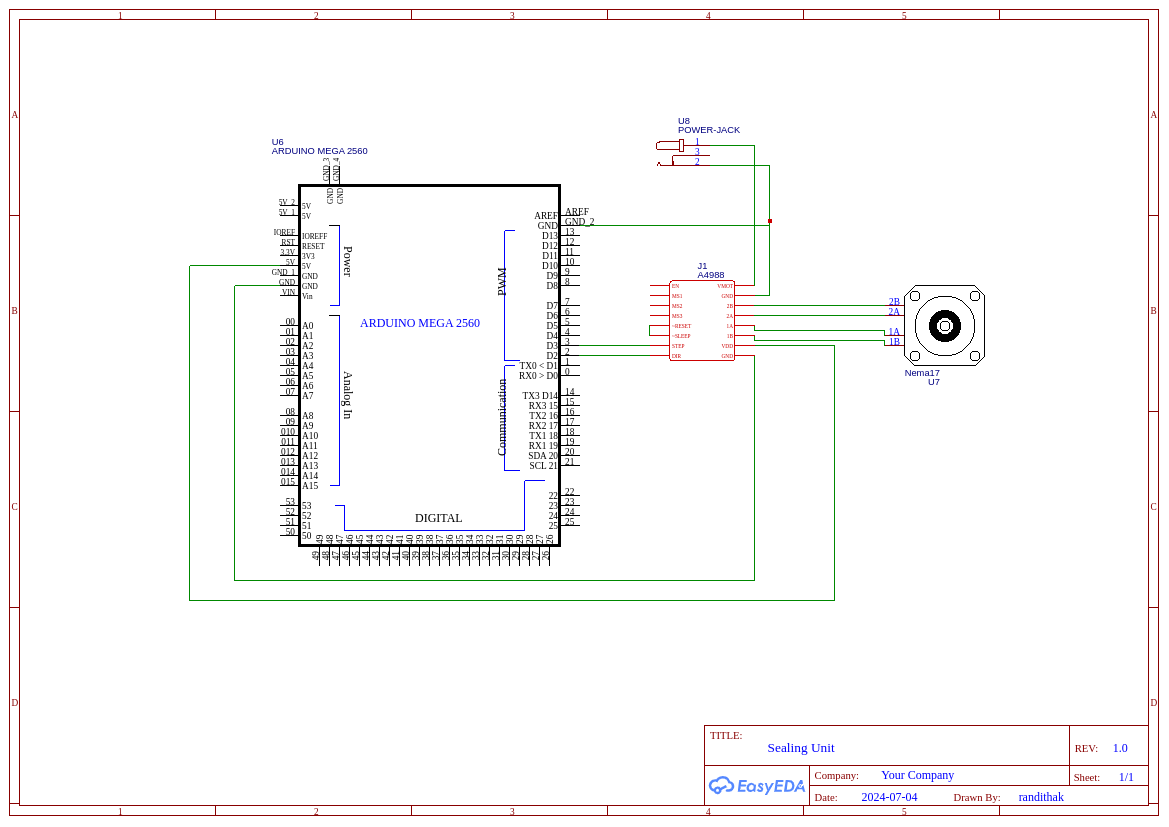 1 2 3 4 5
A A
B B
C C
D D
U8
POWER-JACK
1
3
2
U6
ARDUINO MEGA 2560
GND_3
GND_4
GND
GND
5V_2 5V
5V_1 5V
IOREF IOREFF
RST RESET
3.3V 3V3
5V 5V
GND_1 GND
GND GND
VIN Vin
Power
00 A0
01 A1
02 A2
03 A3
04 A4
05 A5
06 A6
07 A7
08 A8
09 A9
010 A10
011 A11
012 A12
013 A13
014 A14
015 A15
Analog In
53 53
52 52
51 51
50 50
ARDUINO MEGA 2560
AREF AREF
GND GND_2
D13 13
D12 12
D11 11
D10 10
D9 9
D8 8
PWM
D7 7
D6 6
D5 5
D4 4
D3 3
D2 2
TX0 < D1 1
RX0 > D0 0
Communication
TX3 D14 14
RX3 15 15
TX2 16 16
RX2 17 17
TX1 18 18
RX1 19 19
SDA 20 20
SCL 21 21
22 22
23 23
24 24
25 25
DIGITAL
49 48 47 46 45 44 43 42 41 40 39 38 37 36 35 34 33 32 31 30 29 28 27 26
49 48 47 46 45 44 43 42 41 40 39 38 37 36 35 34 33 32 31 30 29 28 27 26
J1
A4988
EN VMOT
MS1 GND
MS2 2B
MS3 2A
~RESET 1A
~SLEEP 1B
STEP VDD
DIR GND
2B
2A
1A
1B
Nema17
U7
TITLE:
Sealing Unit
REV: 1.0
EasyEDA
Company: Your Company
Sheet: 1/1
Date: 2024-07-04 Drawn By: randithak
1 2 3 4 5